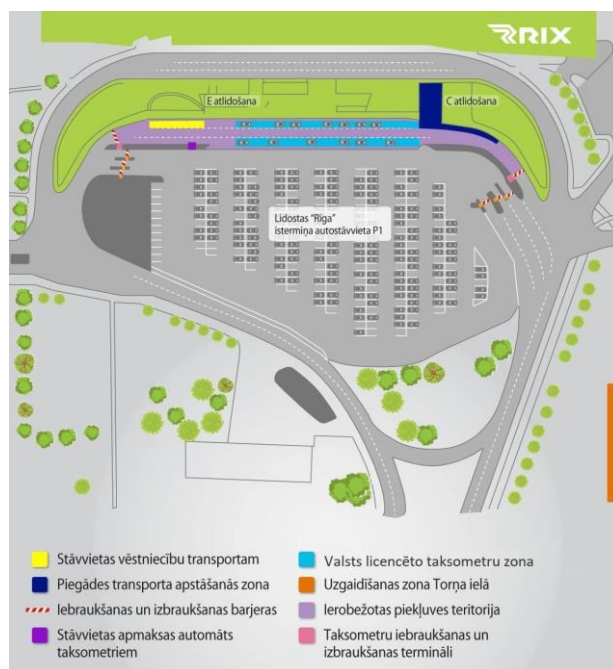 RIX
E atlidošana
C atlidošana
Lidostas "Rīga"
īstermiņa autostāvvieta P1
Stāvvietas vēstniecību transportam
Piegādes transporta apstāšanās zona
Iebraukšanas un izbraukšanas barjeras
Stāvvietas apmaksas automāts
taksometriem
Valsts licencēto taksometru zona
Uzgaidīšanas zona Torņa ielā
Ierobežotas piekļuves teritorija
Taksometru iebraukšanas un
izbraukšanas termināli